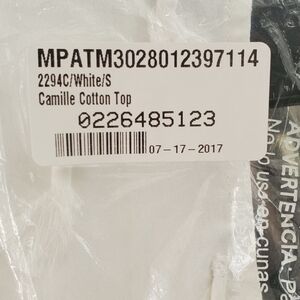 MPATM3028012397114
2294C/White/S
Camille Cotton Top
0226485123
07-17-2017
ADVERTENCIA:
No lo use en cunas